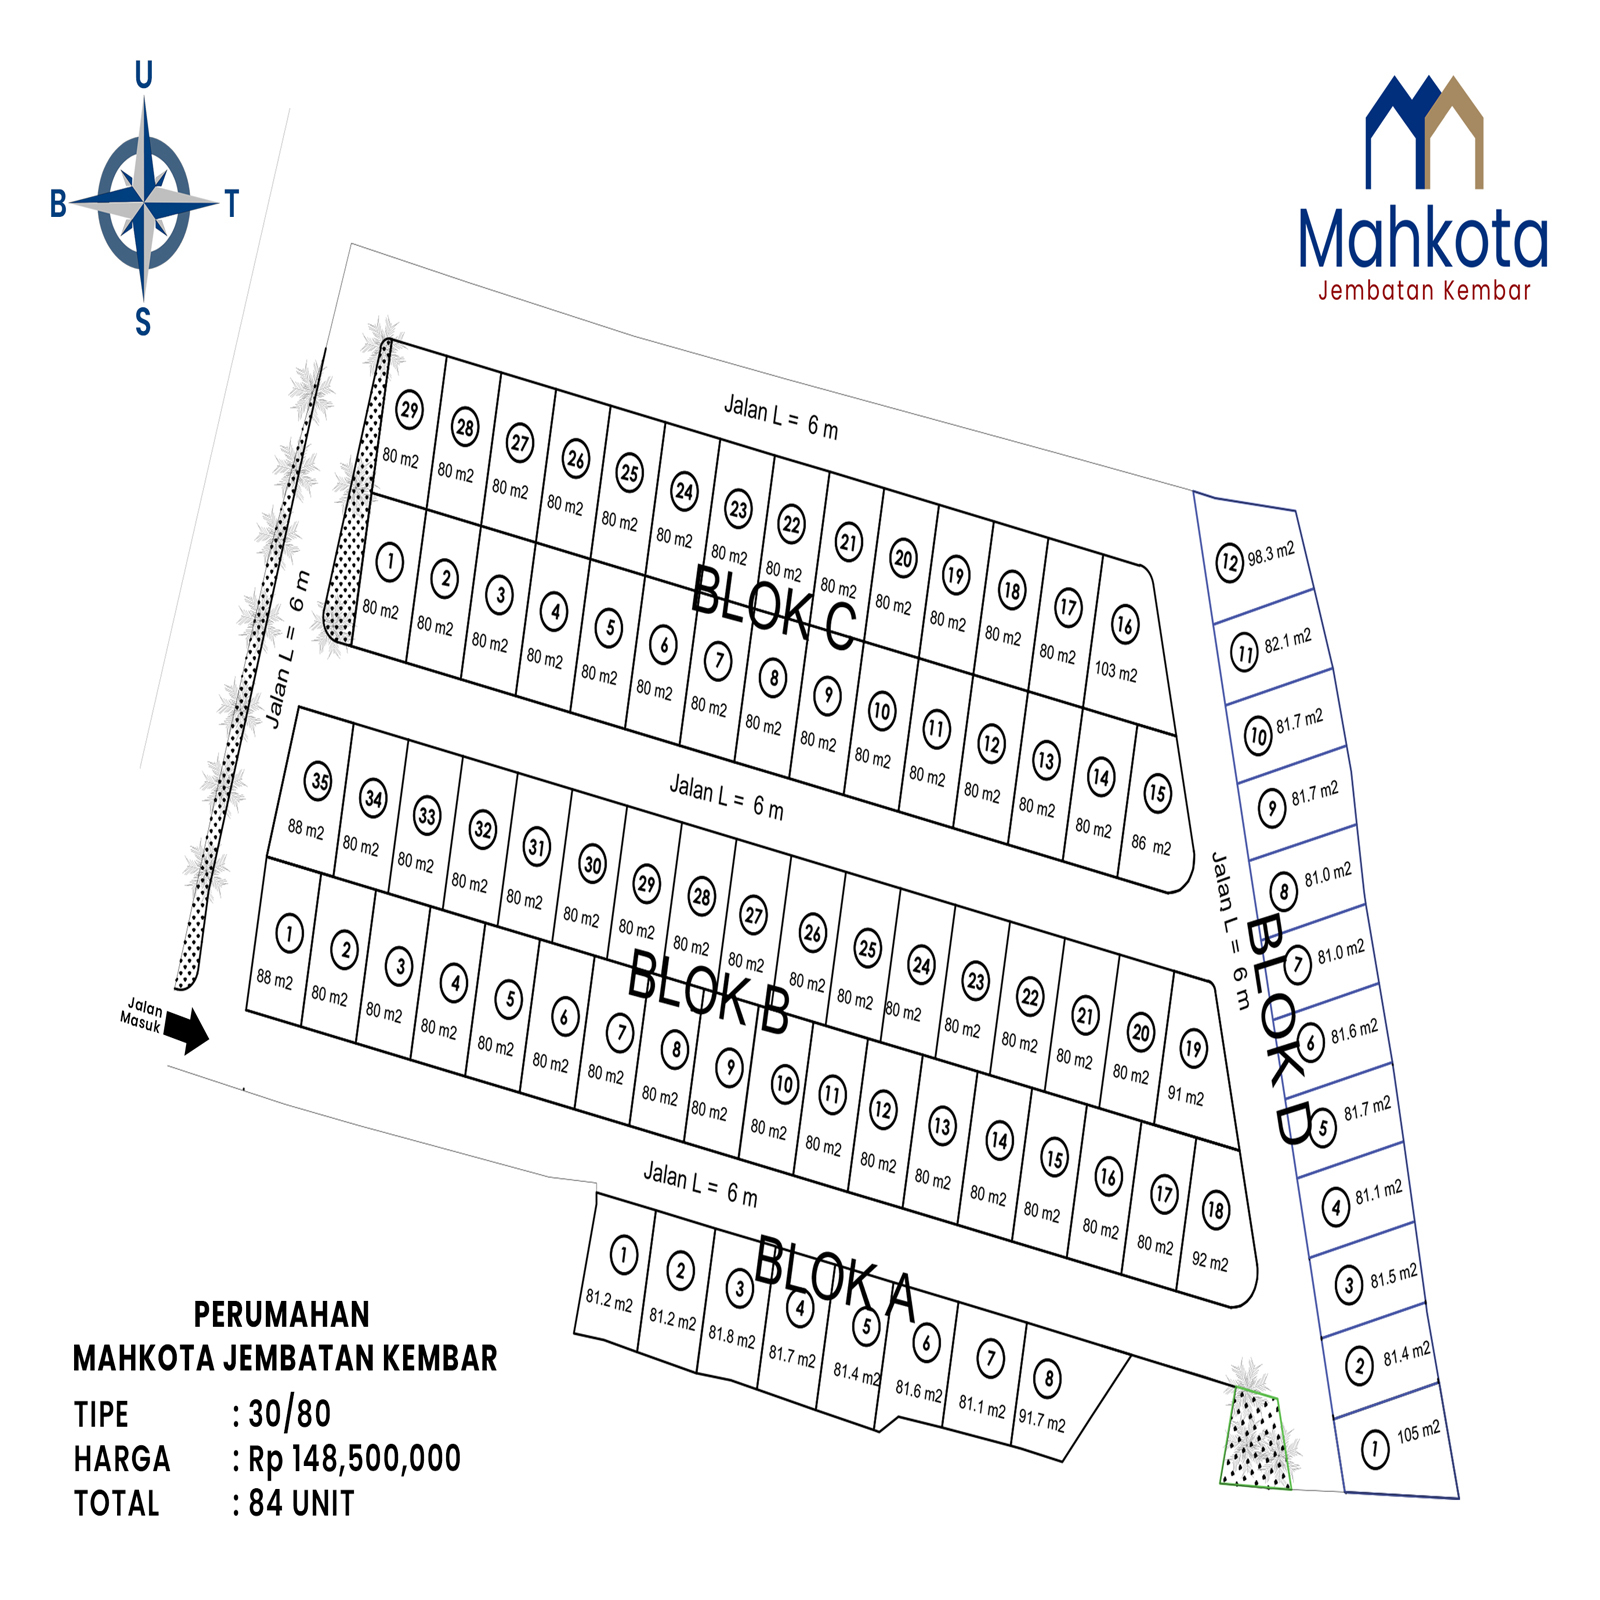 U
B
T
S
Mahkota
Jembatan Kembar
Jalan L = 6 m
29
80 m2
28
80 m2
27
80 m2
26
80 m2
25
80 m2
24
80 m2
23
80 m2
22
80 m2
21
80 m2
20
80 m2
19
80 m2
18
80 m2
17
80 m2
16
103 m2
BLOK C
1
80 m2
2
80 m2
3
80 m2
4
80 m2
5
80 m2
6
80 m2
7
80 m2
8
80 m2
9
80 m2
10
80 m2
11
80 m2
12
80 m2
13
80 m2
14
80 m2
15
86 m2
Jalan L = 6 m
Jalan L = 6 m
35
88 m2
34
80 m2
33
80 m2
32
80 m2
31
80 m2
30
80 m2
29
80 m2
28
80 m2
27
80 m2
26
80 m2
25
80 m2
24
80 m2
23
80 m2
22
80 m2
21
80 m2
20
80 m2
19
91 m2
BLOK B
1
88 m2
2
80 m2
3
80 m2
4
80 m2
5
80 m2
6
80 m2
7
80 m2
8
80 m2
9
80 m2
10
80 m2
11
80 m2
12
80 m2
13
80 m2
14
80 m2
15
80 m2
16
80 m2
17
80 m2
18
92 m2
Jalan
Masuk
Jalan L = 6 m
BLOK A
1
81.2 m2
2
81.2 m2
3
81.8 m2
4
81.7 m2
5
81.4 m2
6
81.6 m2
7
81.1 m2
8
91.7 m2
Jalan L = 6 m
BLOK D
12
98.3 m2
11
82.1 m2
10
81.7 m2
9
81.7 m2
8
81.0 m2
7
81.0 m2
6
81.6 m2
5
81.7 m2
4
81.1 m2
3
81.5 m2
2
81.4 m2
1
105 m2
PERUMAHAN
MAHKOTA JEMBATAN KEMBAR
TIPE : 30/80
HARGA : Rp 148,500,000
TOTAL : 84 UNIT